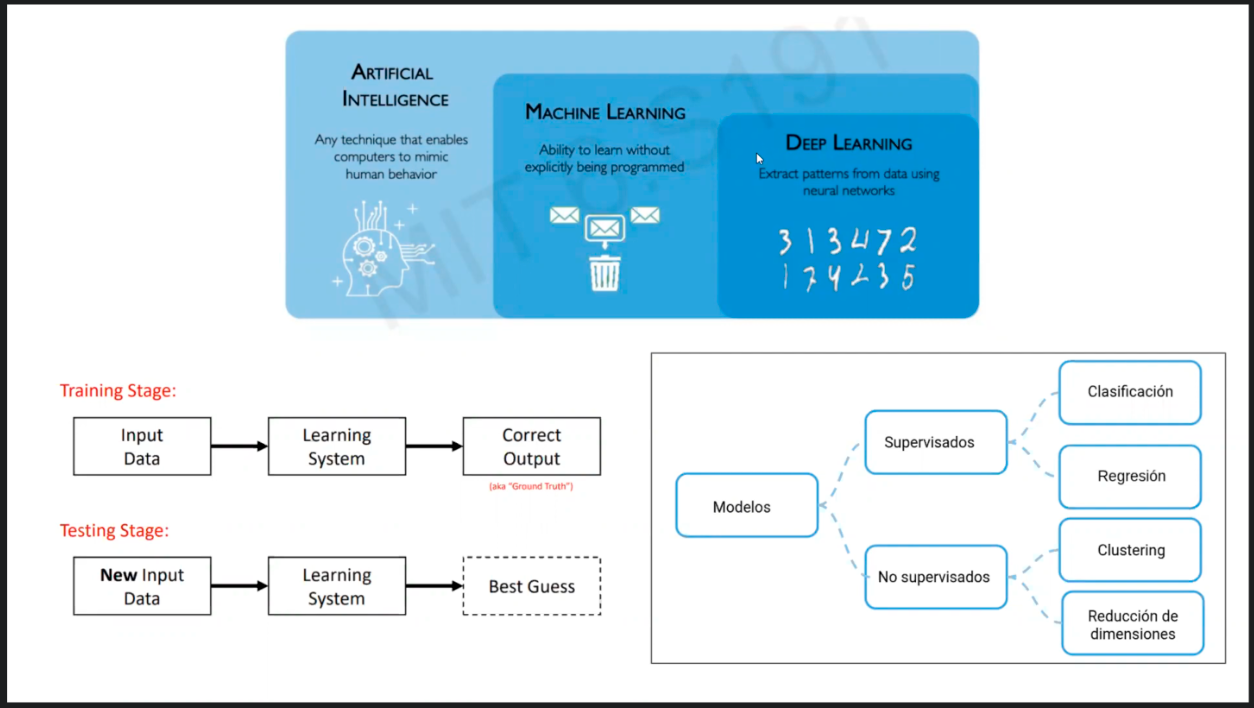 ARTIFICIAL
INTELLIGENCE
Any technique that enables
computers to mimic
human behavior
MACHINE LEARNING
Ability to learn without
explicitly being programmed
DEEP LEARNING
Extract patterns from data using
neural networks
3 1 3 4 7 2
1 7 4 2 3 5
MIT 6.S191
Training Stage:
Input
Data
Learning
System
Correct
Output
(aka "Ground Truth")
Testing Stage:
New Input
Data
Learning
System
Best Guess
Modelos
Supervisados
Clasificación
Regresión
No supervisados
Clustering
Reducción de
dimensiones